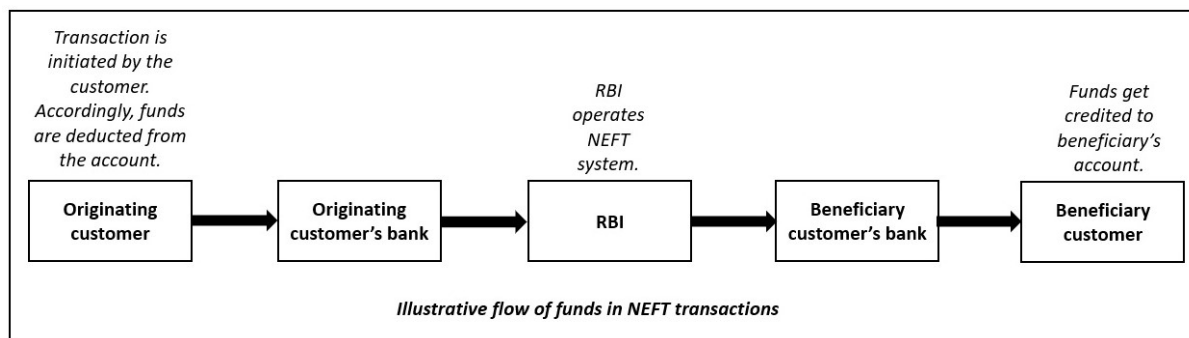 Transaction is
initiated by the
customer.
Accordingly, funds
are deducted from
the account.
RBI
operates
NEFT
system.
Funds get
credited to
beneficiary's
account.
Originating
customer
Originating
customer's bank
RBI
Beneficiary
customer's bank
Beneficiary
customer
Illustrative flow of funds in NEFT transactions